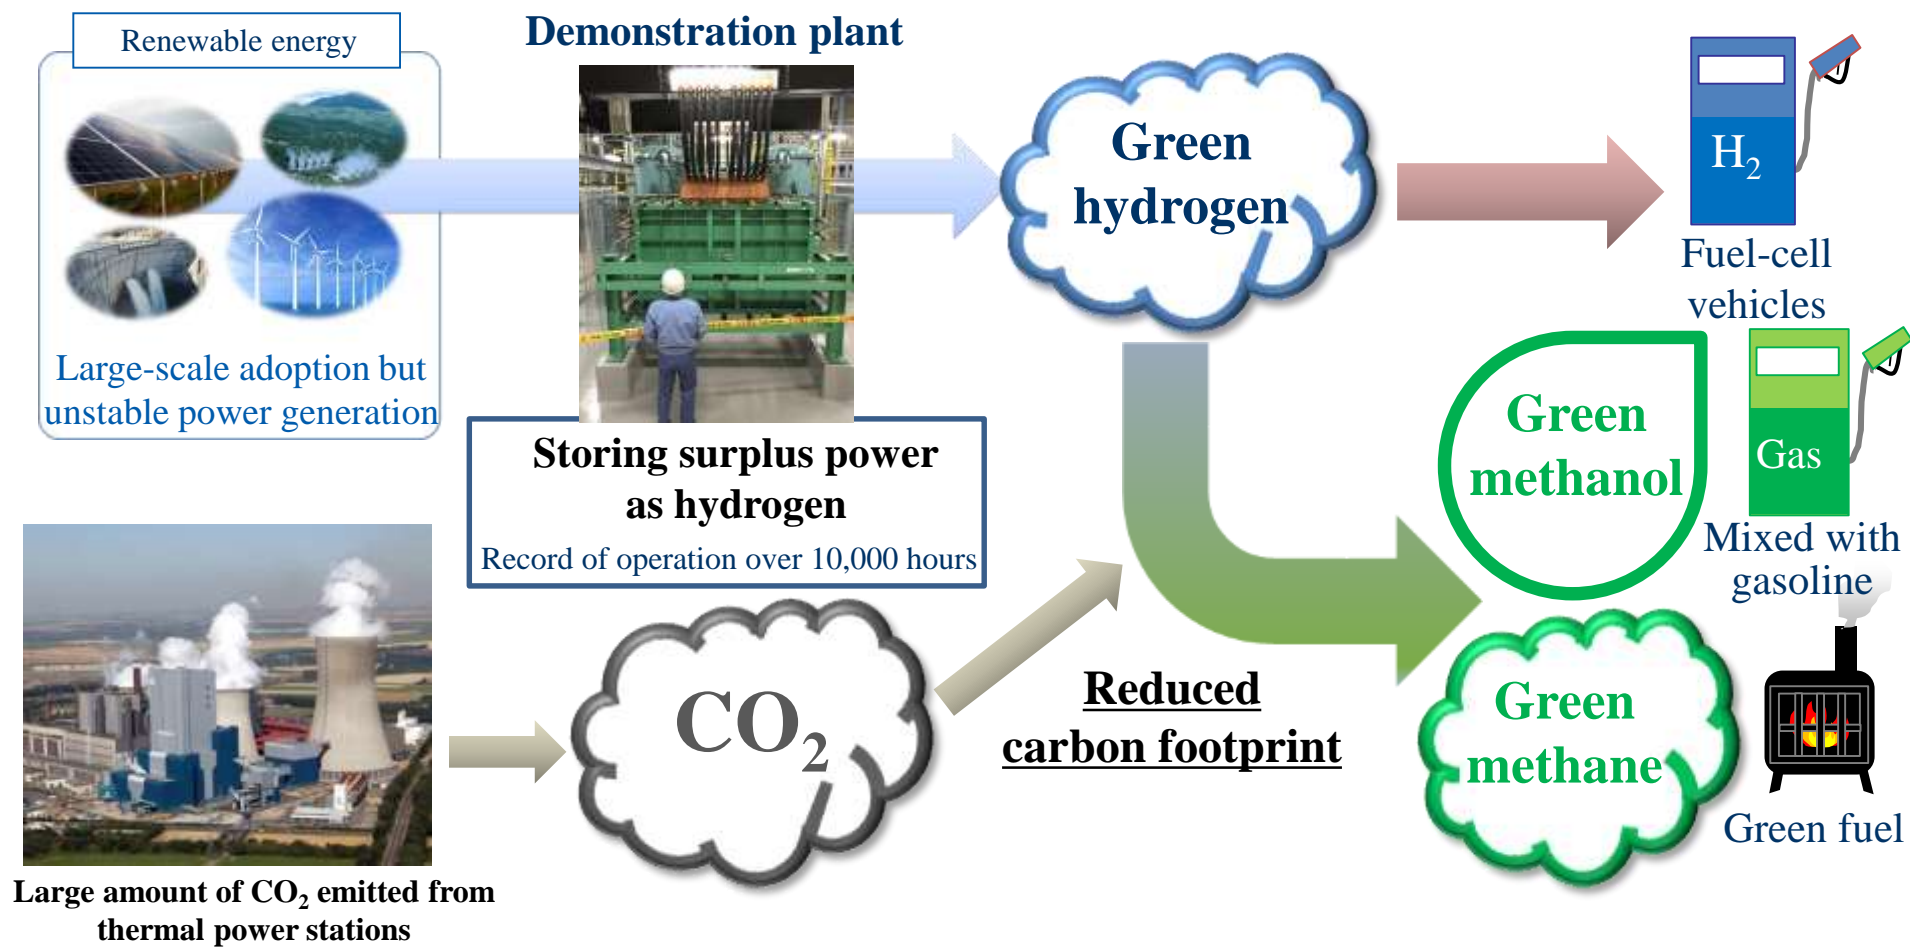 Renewable energy
Large-scale adoption but
unstable power generation
Demonstration plant
Storing surplus power
as hydrogen
Record of operation over 10,000 hours
Green
hydrogen
H₂
Fuel-cell
vehicles
Green
methanol
Gas
Mixed with
gasoline
Large amount of CO₂ emitted from
thermal power stations
CO₂
Reduced
carbon footprint
Green
methane
Green fuel